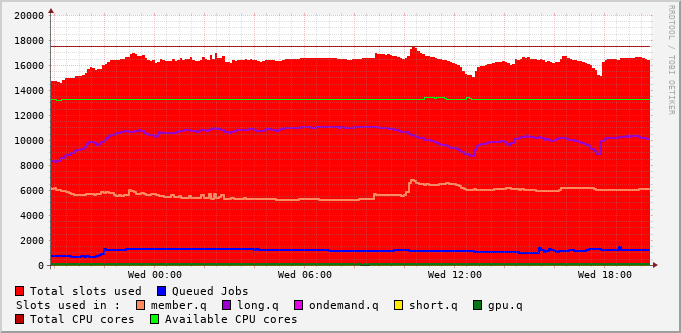 20000
18000
16000
14000
12000
10000
8000
6000
4000
2000
0
Wed 00:00 Wed 06:00 Wed 12:00 Wed 18:00
RRDTOOL / TOBI OETIKER
Total slots used Queued Jobs
Slots used in : member.q long.q ondemand.q short.q gpu.q
Total CPU cores Available CPU cores